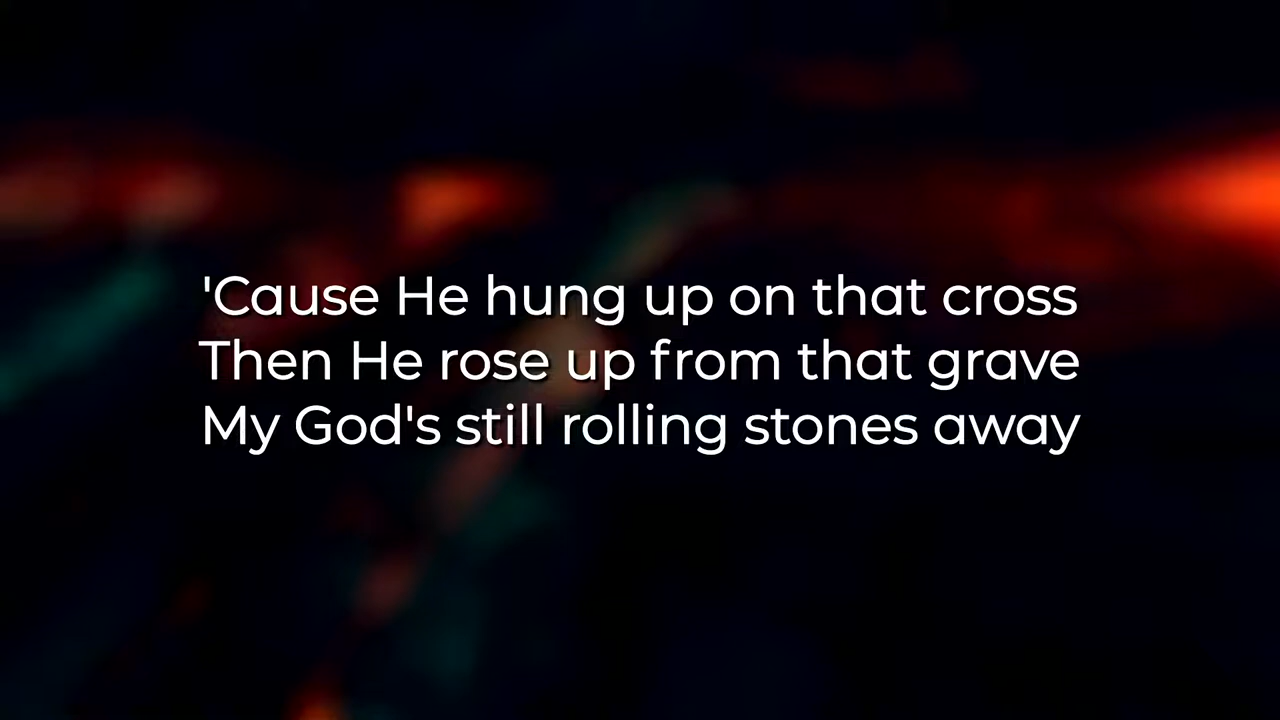 'Cause He hung up on that cross
Then He rose up from that grave
My God's still rolling stones away